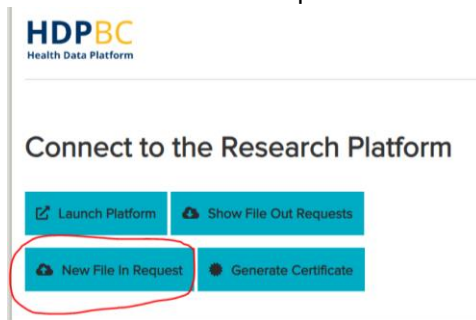 HDPBC
Health Data Platform
Connect to the Research Platform
Launch Platform
Show File Out Requests
New File In Request
Generate Certificate